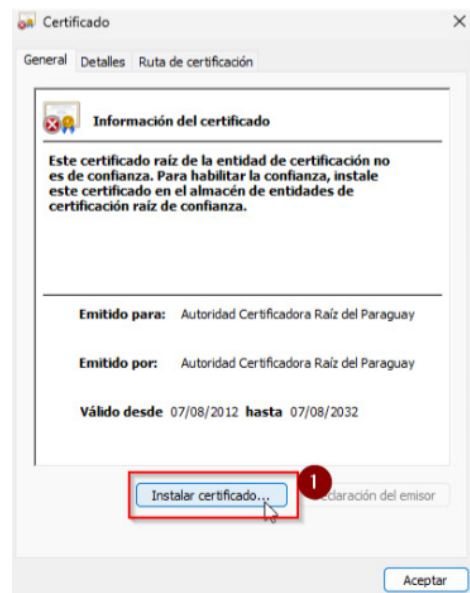 Certificado
General Detalles Ruta de certificación
Información del certificado
Este certificado raíz de la entidad de certificación no
es de confianza. Para habilitar la confianza, instale
este certificado en el almacén de entidades de
certificación raíz de confianza.
Emitido para: Autoridad Certificadora Raíz del Paraguay
Emitido por: Autoridad Certificadora Raíz del Paraguay
Válido desde 07/08/2012 hasta 07/08/2032
1
Instalar certificado... claración del emisor
Aceptar